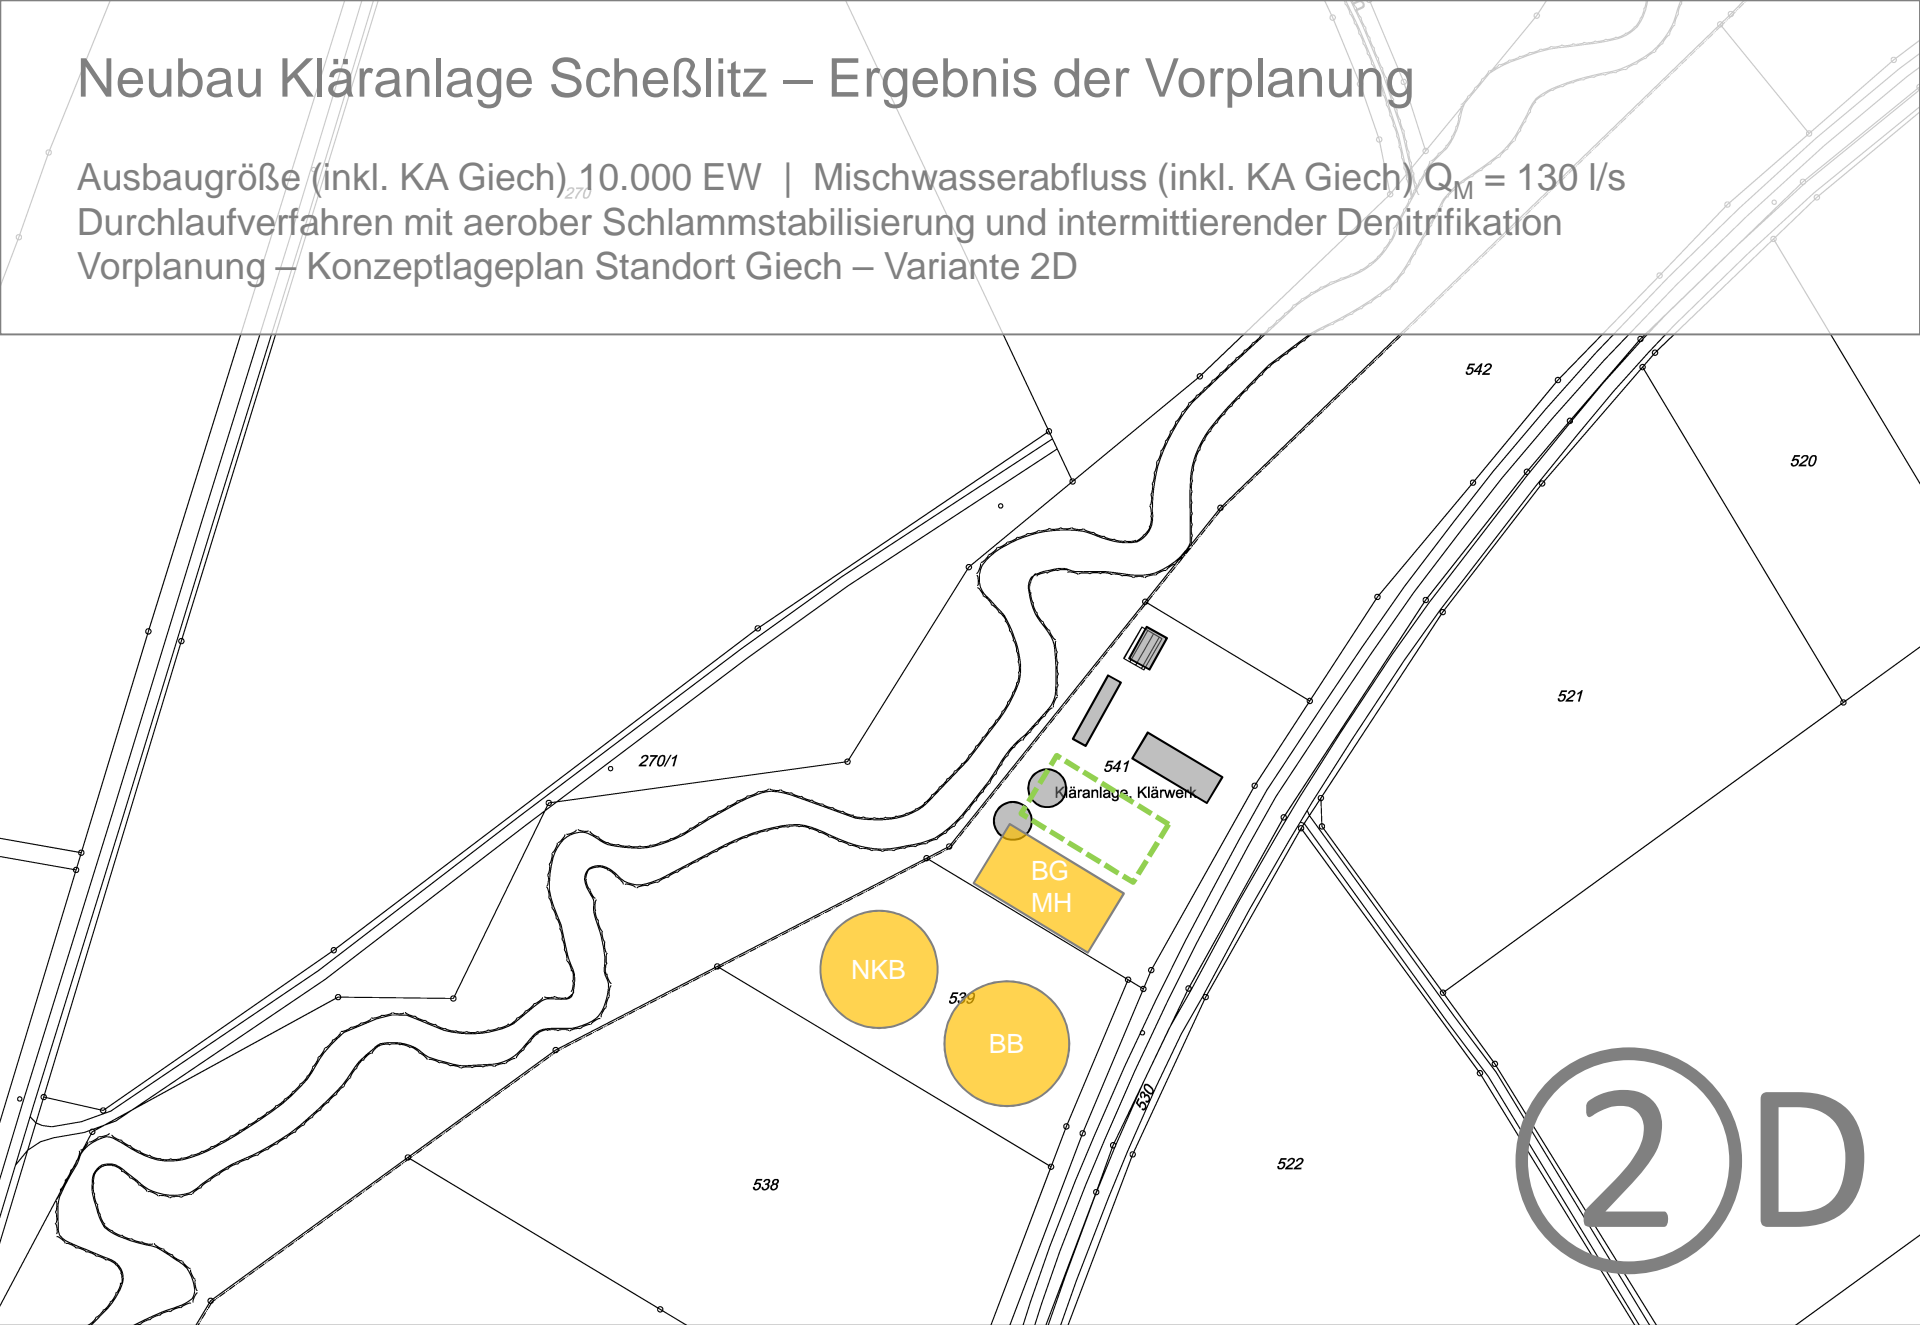 Neubau Kläranlage Scheßlitz – Ergebnis der Vorplanung
Ausbaugröße (inkl. KA Giech) 10.000 EW | Mischwasserabfluss (inkl. KA Giech) QM = 130 l/s
270
Durchlaufverfahren mit aerober Schlammstabilisierung und intermittierender Denitrifikation
Vorplanung – Konzeptlageplan Standort Giech – Variante 2D
542
520
521
270/1
541
Kläranlage, Klärwerk
BG
MH
NKB
539
BB
530
538
522
2 D